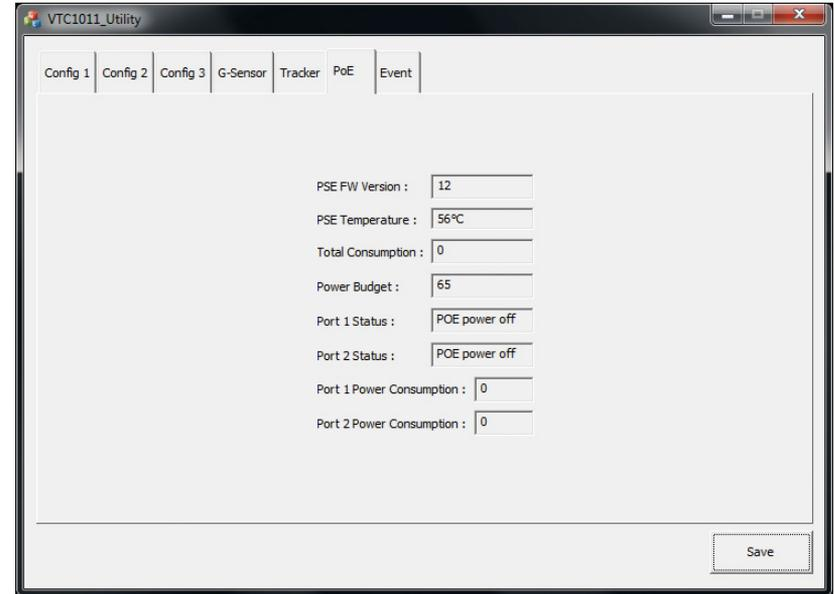 VTC1011_Utility
Config 1 Config 2 Config 3 G-Sensor Tracker PoE Event
PSE FW Version : 12
PSE Temperature : 56℃
Total Consumption : 0
Power Budget : 65
Port 1 Status : POE power off
Port 2 Status : POE power off
Port 1 Power Consumption : 0
Port 2 Power Consumption : 0
Save